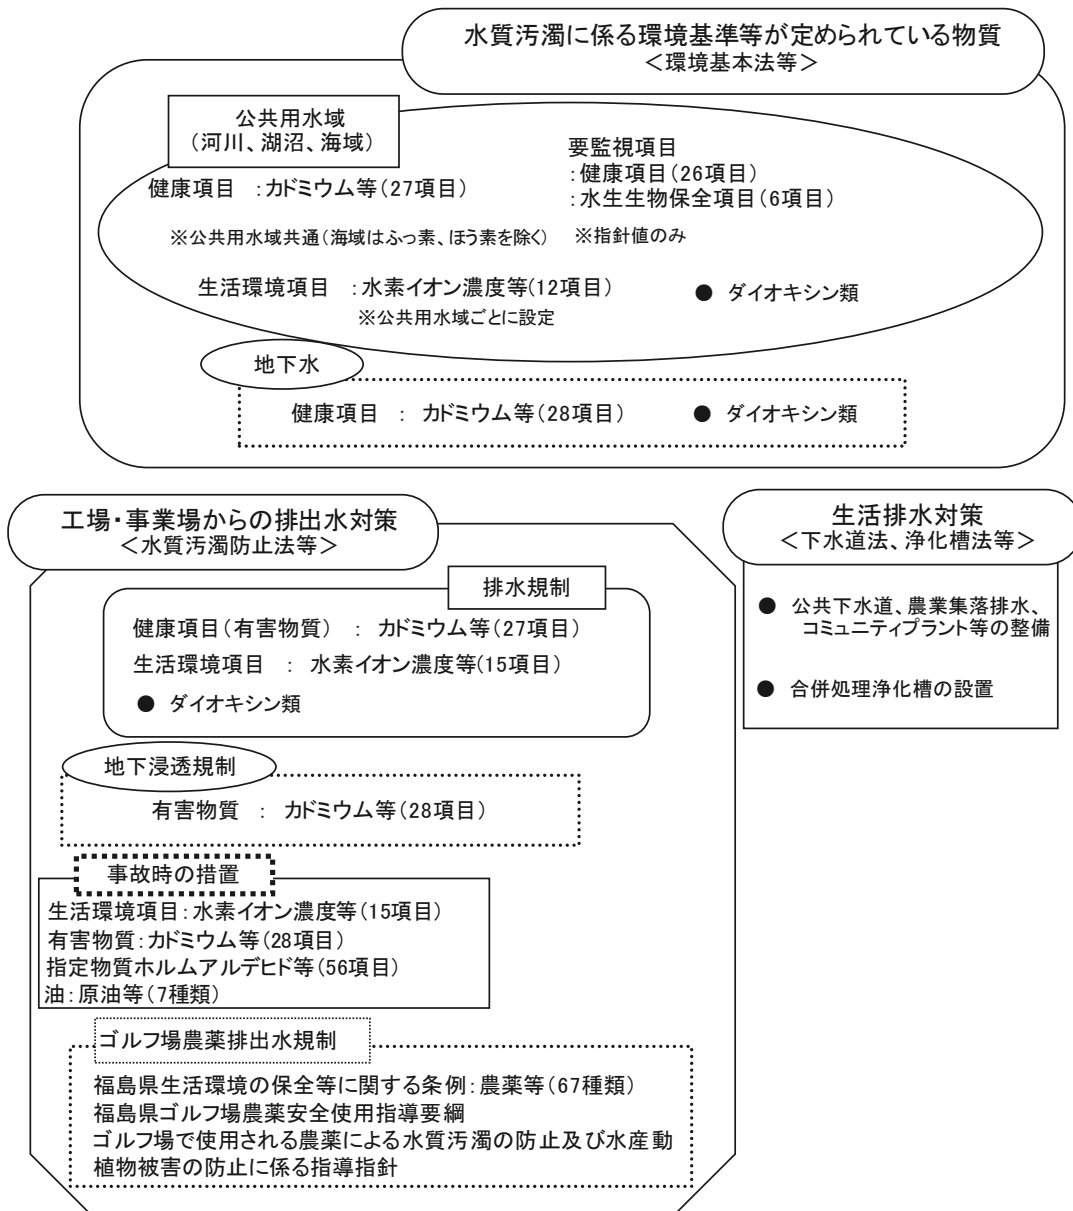 水質汚濁に係る環境基準等が定められている物質
＜環境基本法等＞
公共用水域
（河川、湖沼、海域）
健康項目 ：カドミウム等（27項目）
要監視項目
：健康項目（26項目）
：水生生物保全項目（6項目）
※公共用水域共通（海域はふっ素、ほう素を除く）
※指針値のみ
生活環境項目 ：水素イオン濃度等（12項目）
※公共用水域ごとに設定
● ダイオキシン類
地下水
健康項目 ： カドミウム等（28項目）
● ダイオキシン類
工場・事業場からの排出水対策
＜水質汚濁防止法等＞
排水規制
健康項目（有害物質） ： カドミウム等（27項目）
生活環境項目 ： 水素イオン濃度等（15項目）
● ダイオキシン類
地下浸透規制
有害物質 ： カドミウム等（28項目）
事故時の措置
生活環境項目：水素イオン濃度等（15項目）
有害物質：カドミウム等（28項目）
指定物質ホルムアルデヒド等（56項目）
油：原油等（7種類）
ゴルフ場農薬排出水規制
福島県生活環境の保全等に関する条例：農薬等（67種類）
福島県ゴルフ場農薬安全使用指導要綱
ゴルフ場で使用される農薬による水質汚濁の防止及び水産動
植物被害の防止に係る指導指針
生活排水対策
＜下水道法、浄化槽法等＞
● 公共下水道、農業集落排水、
コミュニティプラント等の整備
● 合併処理浄化槽の設置